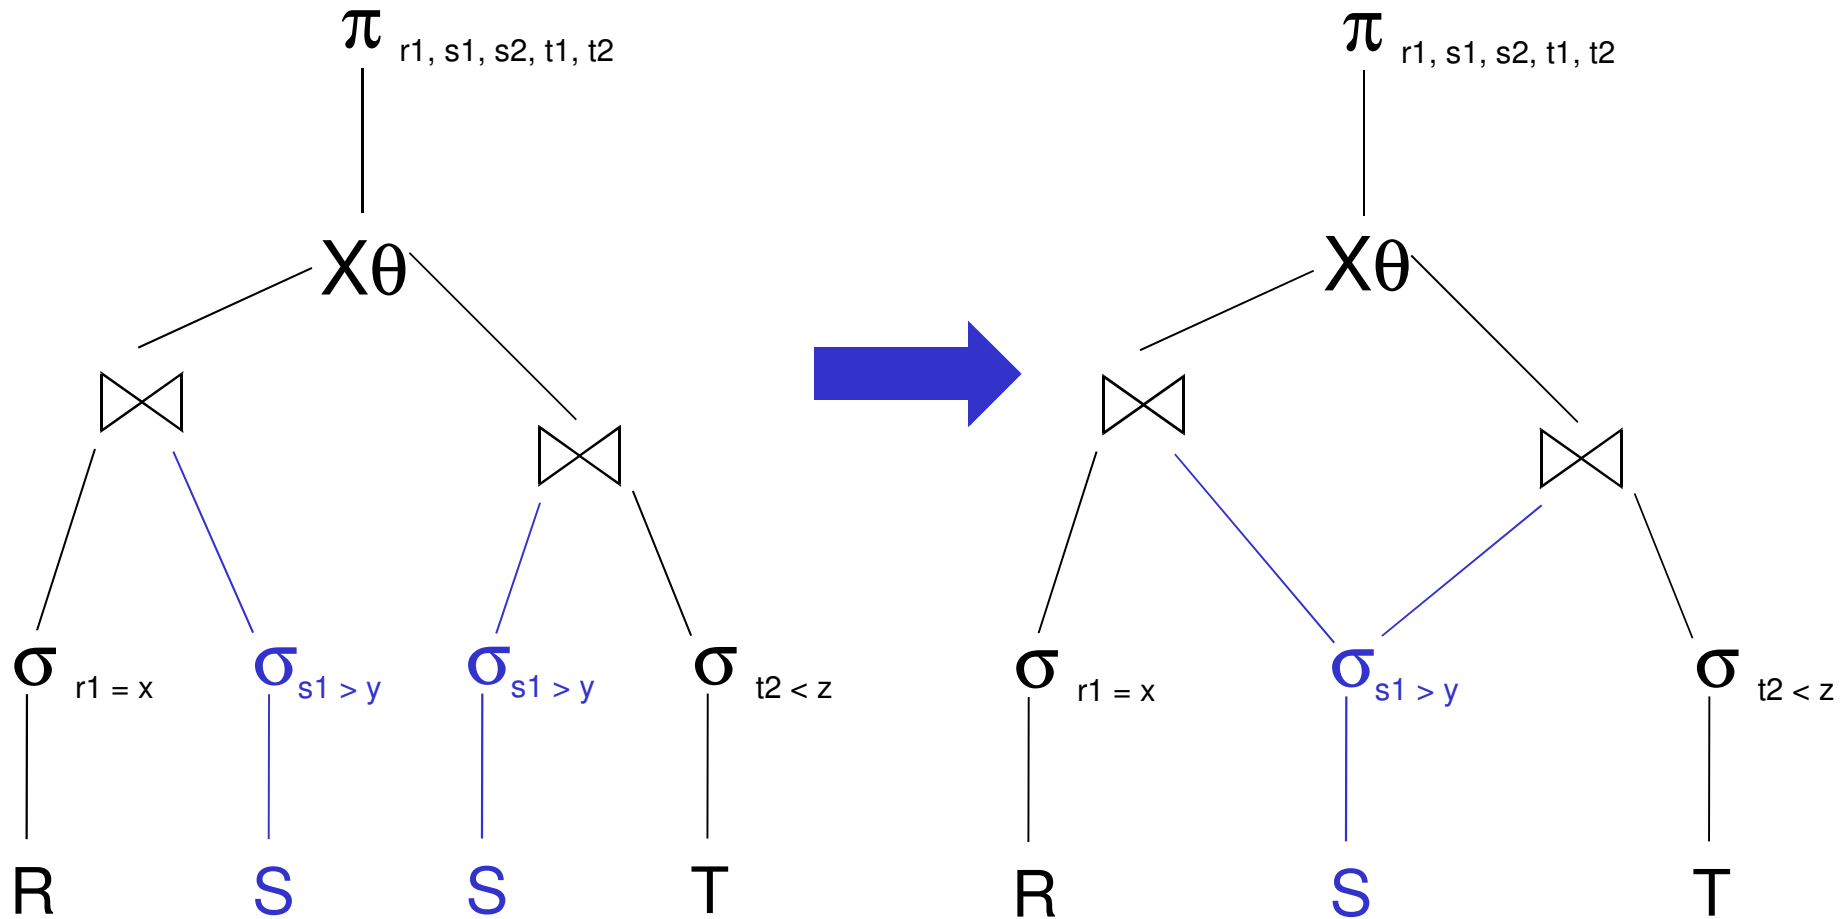 π r1, s1, s2, t1, t2
π r1, s1, s2, t1, t2
Xθ
Xθ
σ r1 = x
σ s1 > y
σ s1 > y
σ t2 < z
σ r1 = x
σ s1 > y
σ t2 < z
R
S
S
T
R
S
T